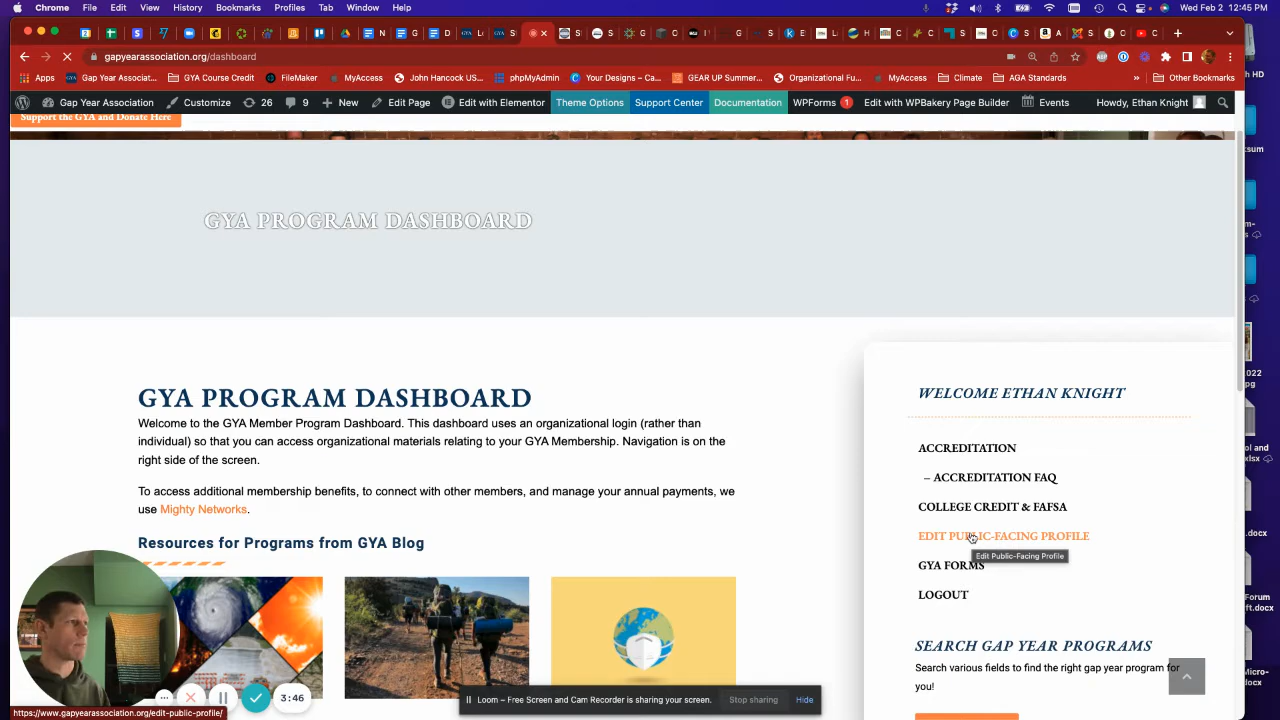 Chrome File Edit View History Bookmarks Profiles Tab Window Help
Wed Feb 2 12:45 PM
gapyearassociation.org/dashboard
Apps Gap Year Associat... GYA Course Credit FileMaker MyAccess John Hancock US... phpMyAdmin Your Designs – Ca... GEAR UP Summer... Organizational Fu... MyAccess Climate AGA Standards » Other Bookmarks
Gap Year Association Customize 26 9 New Edit Page Edit with Elementor Theme Options Support Center Documentation WPForms 1 Edit with WPBakery Page Builder Events Howdy, Ethan Knight
Support the GYA and Donate Here
GYA PROGRAM DASHBOARD
GYA PROGRAM DASHBOARD
Welcome to the GYA Member Program Dashboard. This dashboard uses an organizational login (rather than
individual) so that you can access organizational materials relating to your GYA Membership. Navigation is on the
right side of the screen.
To access additional membership benefits, to connect with other members, and manage your annual payments, we
use Mighty Networks.
Resources for Programs from GYA Blog
WELCOME ETHAN KNIGHT
ACCREDITATION
– ACCREDITATION FAQ
COLLEGE CREDIT & FAFSA
EDIT PUBLIC-FACING PROFILE
Edit Public-Facing Profile
GYA FORMS
LOGOUT
SEARCH GAP YEAR PROGRAMS
Search various fields to find the right gap year program for
you!
3:46
Loom – Free Screen and Cam Recorder is sharing your screen. Stop sharing Hide
https://www.gapyearassociation.org/edit-public-profile/